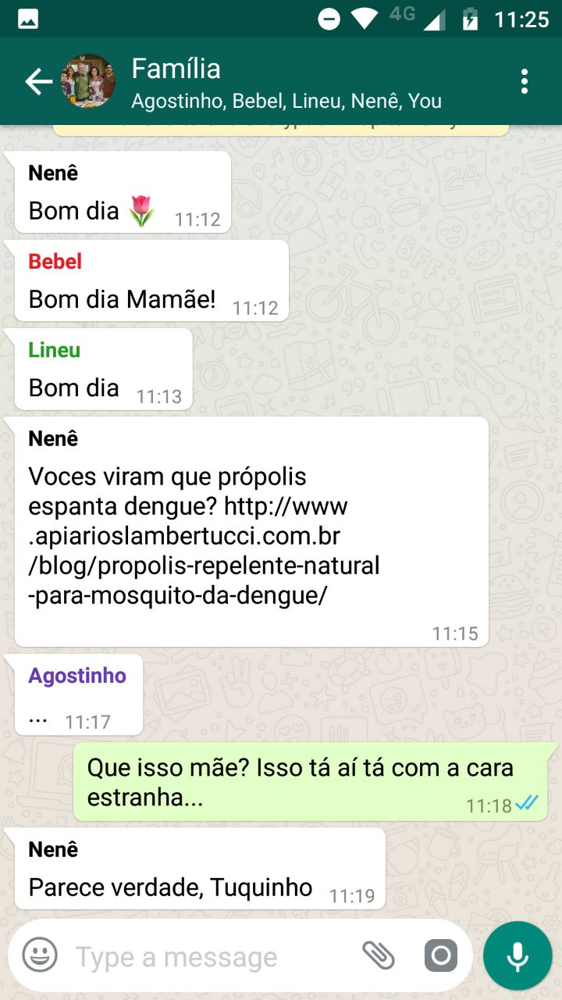 4G 11:25
Família
Agostinho, Bebel, Lineu, Nenê, You
Nenê
Bom dia 🌷 11:12
Bebel
Bom dia Mamãe! 11:12
Lineu
Bom dia 11:13
Nenê
Voces viram que própolis
espanta dengue? http://www
.apiarioslambertucci.com.br
/blog/propolis-repelente-natural
-para-mosquito-da-dengue/
11:15
Agostinho
... 11:17
Que isso mãe? Isso tá aí tá com a cara
estranha... 11:18
Nenê
Parece verdade, Tuquinho 11:19
Type a message